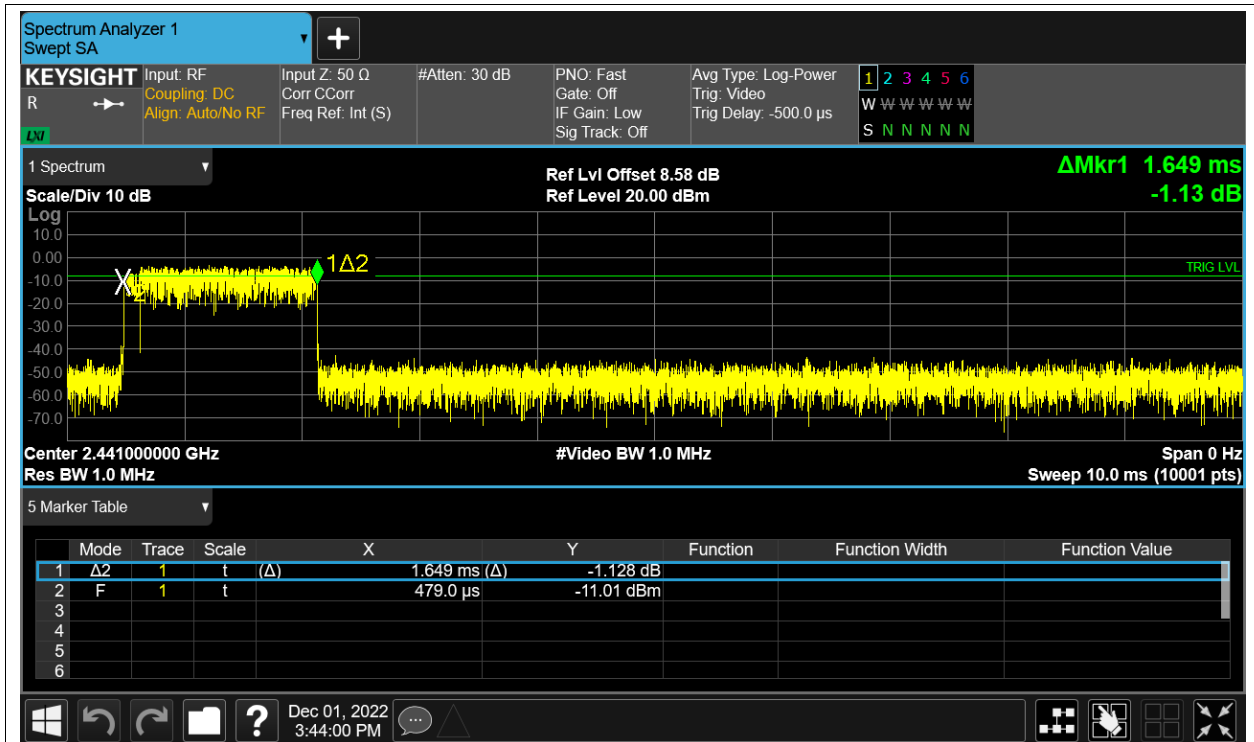 Spectrum Analyzer 1
Swept SA
KEYSIGHT Input: RF Input Z: 50 Ω #Atten: 30 dB PNO: Fast Avg Type: Log-Power 1 2 3 4 5 6
R Coupling: DC Corr CCorr Gate: Off Trig: Video W W W W W W
Align: Auto/No RF Freq Ref: Int (S) IF Gain: Low Trig Delay: -500.0 µs
LXI Sig Track: Off S N N N N N
1 Spectrum Ref Lvl Offset 8.58 dB ΔMkr1 1.649 ms
Scale/Div 10 dB Ref Level 20.00 dBm -1.13 dB
Log
10.0
0.00 1Δ2 TRIG LVL
-10.0 X
2
-20.0
-30.0
-40.0
-50.0
-60.0
-70.0
Center 2.441000000 GHz #Video BW 1.0 MHz Span 0 Hz
Res BW 1.0 MHz Sweep 10.0 ms (10001 pts)
5 Marker Table
Mode Trace Scale X Y Function Function Width Function Value
1 Δ2 1 t (Δ) 1.649 ms (Δ) -1.128 dB
2 F 1 t 479.0 µs -11.01 dBm
3
4
5
6
? Dec 01, 2022
3:44:00 PM